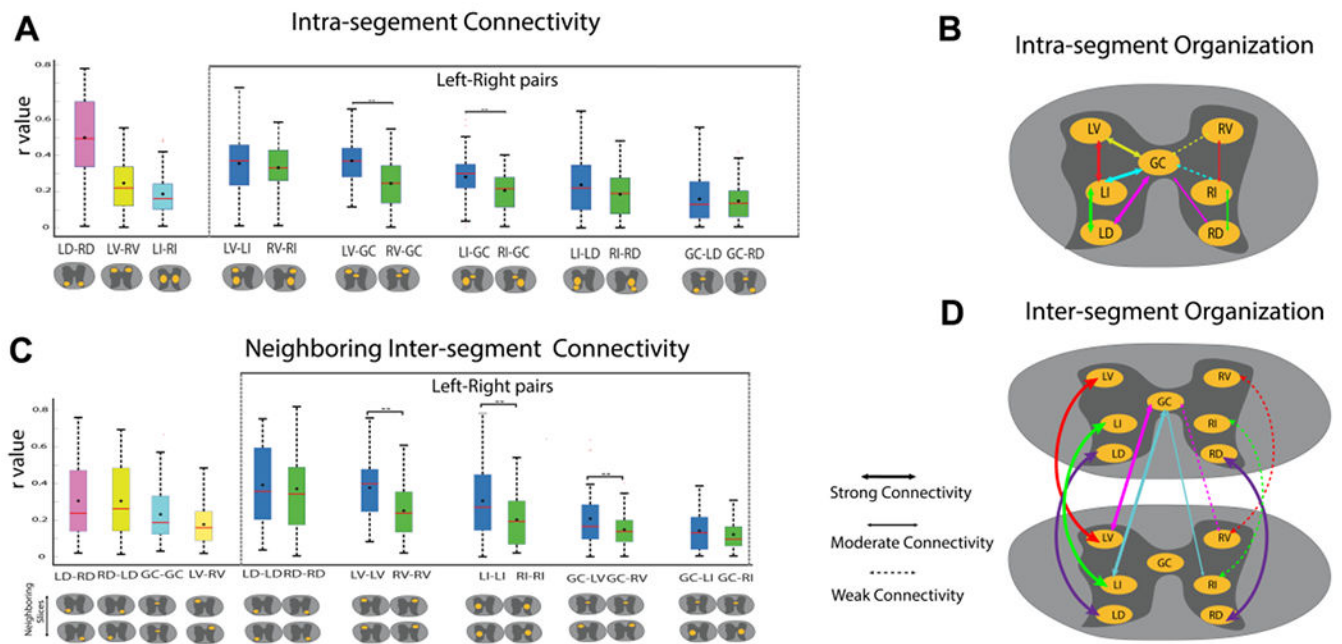 A
Intra-segement Connectivity
Left-Right pairs
r value
0.8
0.6
0.4
0.2
0
LD-RD LV-RV LI-RI LV-LI RV-RI LV-GC RV-GC LI-GC RI-GC LI-LD RI-RD GC-LD GC-RD
B
Intra-segment Organization
LV RV
GC
LI RI
LD RD
C
Neighboring Inter-segment Connectivity
Left-Right pairs
r value
0.8
0.6
0.4
0.2
0
LD-RD RD-LD GC-GC LV-RV LD-LD RD-RD LV-LV RV-RV LI-LI RI-RI GC-LV GC-RV GC-LI GC-RI
Neighboring
Slices
Strong Connectivity
Moderate Connectivity
Weak Connectivity
D
Inter-segment Organization
LV RV
GC
LI RI
LD RD
LV RV
GC
LI RI
LD RD